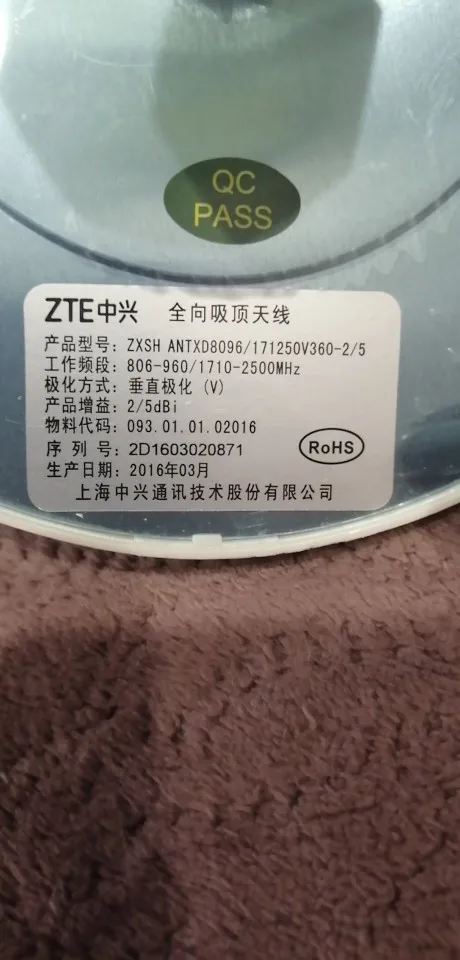 QC
PASS
ZTE中兴 全向吸顶天线
产品型号: ZXSH ANTXD8096/171250V360-2/5
工作频段: 806-960/1710-2500MHz
极化方式: 垂直极化 (V)
产品增益: 2/5dBi
物料代码: 093.01.01.02016
序列号: 2D1603020871
RoHS
生产日期: 2016年03月
上海中兴通讯技术股份有限公司